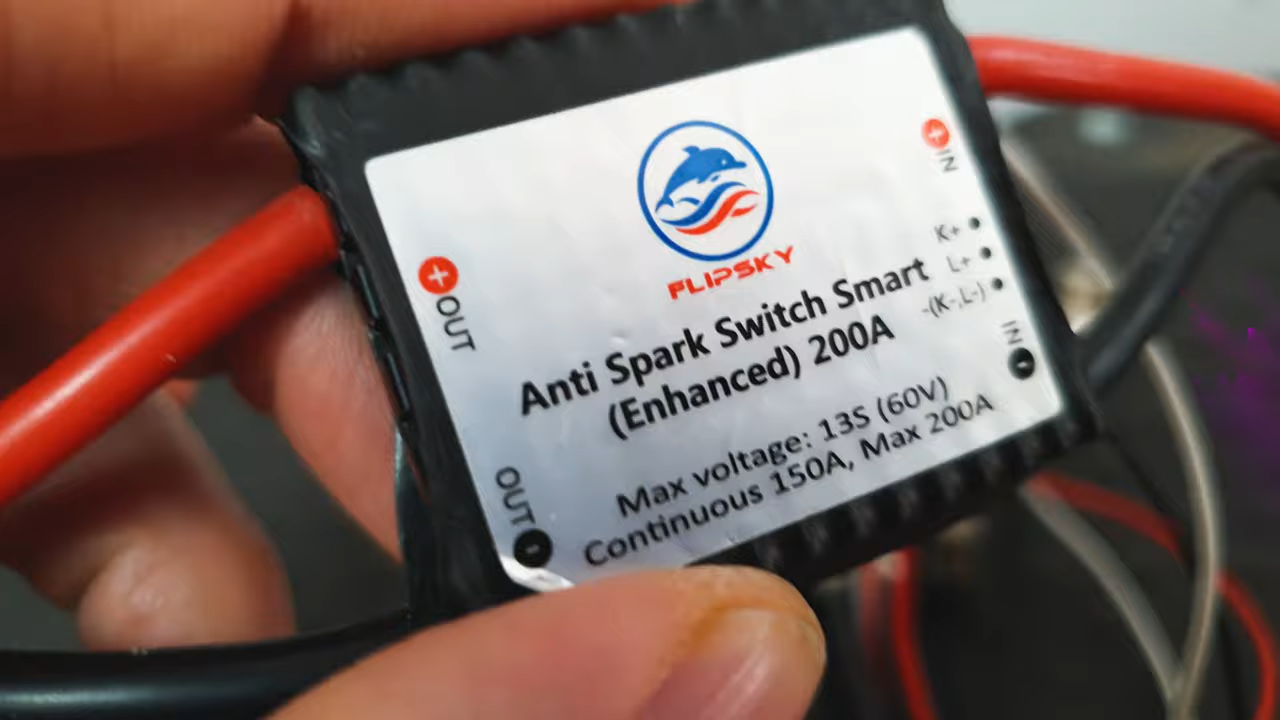 FLIPSKY
Anti Spark Switch Smart
(Enhanced) 200A
Max voltage: 13S (60V)
Continuous 150A, Max 200A
+ OUT
OUT -
+ IN
K+
L+
-(K-,L-)
IN -